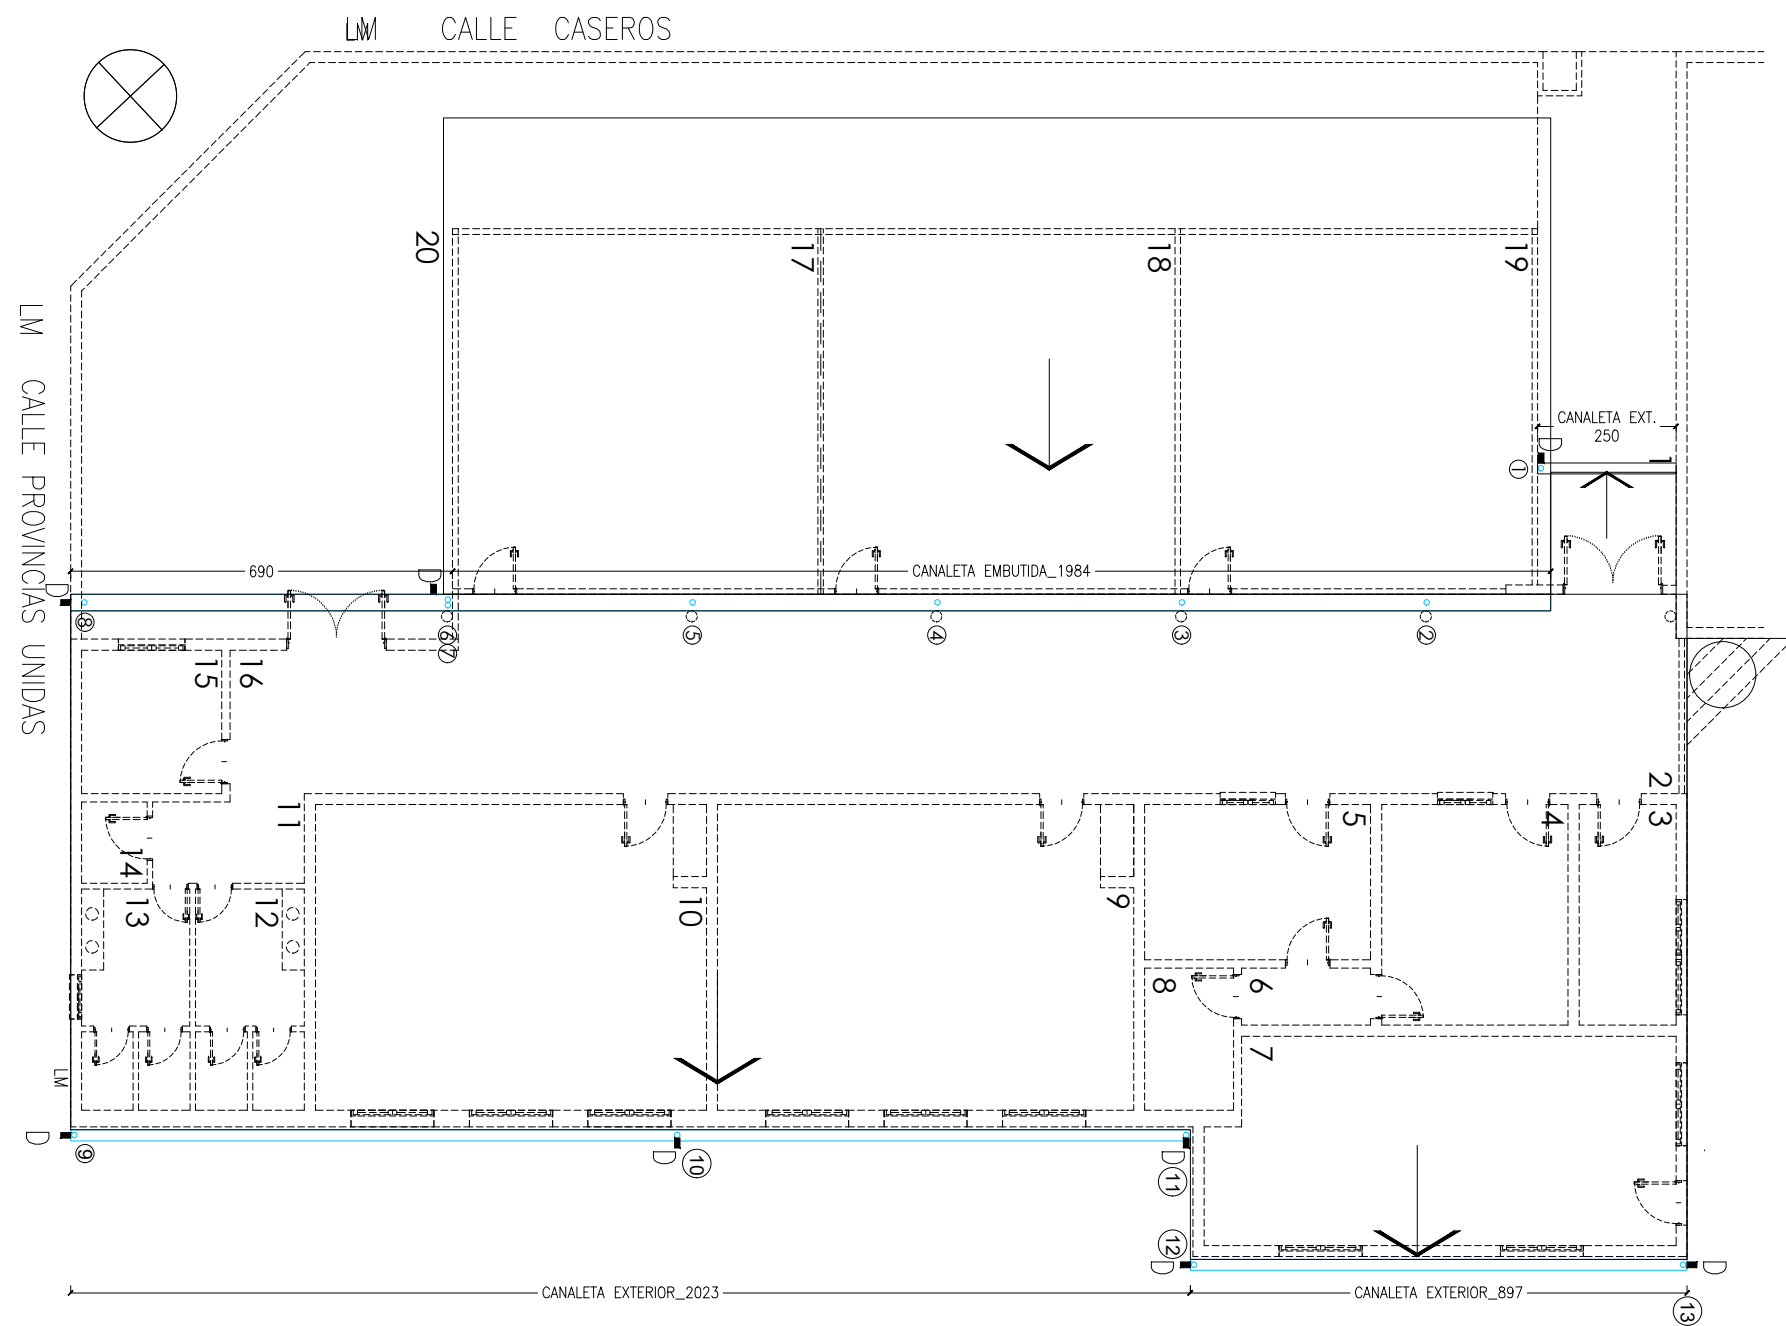 LM CALLE CASEROS
LM CALLE PROVINCIAS UNIDAS
20
17
18
19
CANALETA EXT.
250
1
D
1
690
CANALETA EMBUTIDA_1984
D
D
8
6
7
5
4
3
2
15
16
2
3
4
5
11
14
13
12
10
9
8
6
7
LM
D
9
D
10
D
11
12
D
D
CANALETA EXTERIOR_2023
CANALETA EXTERIOR_897
13